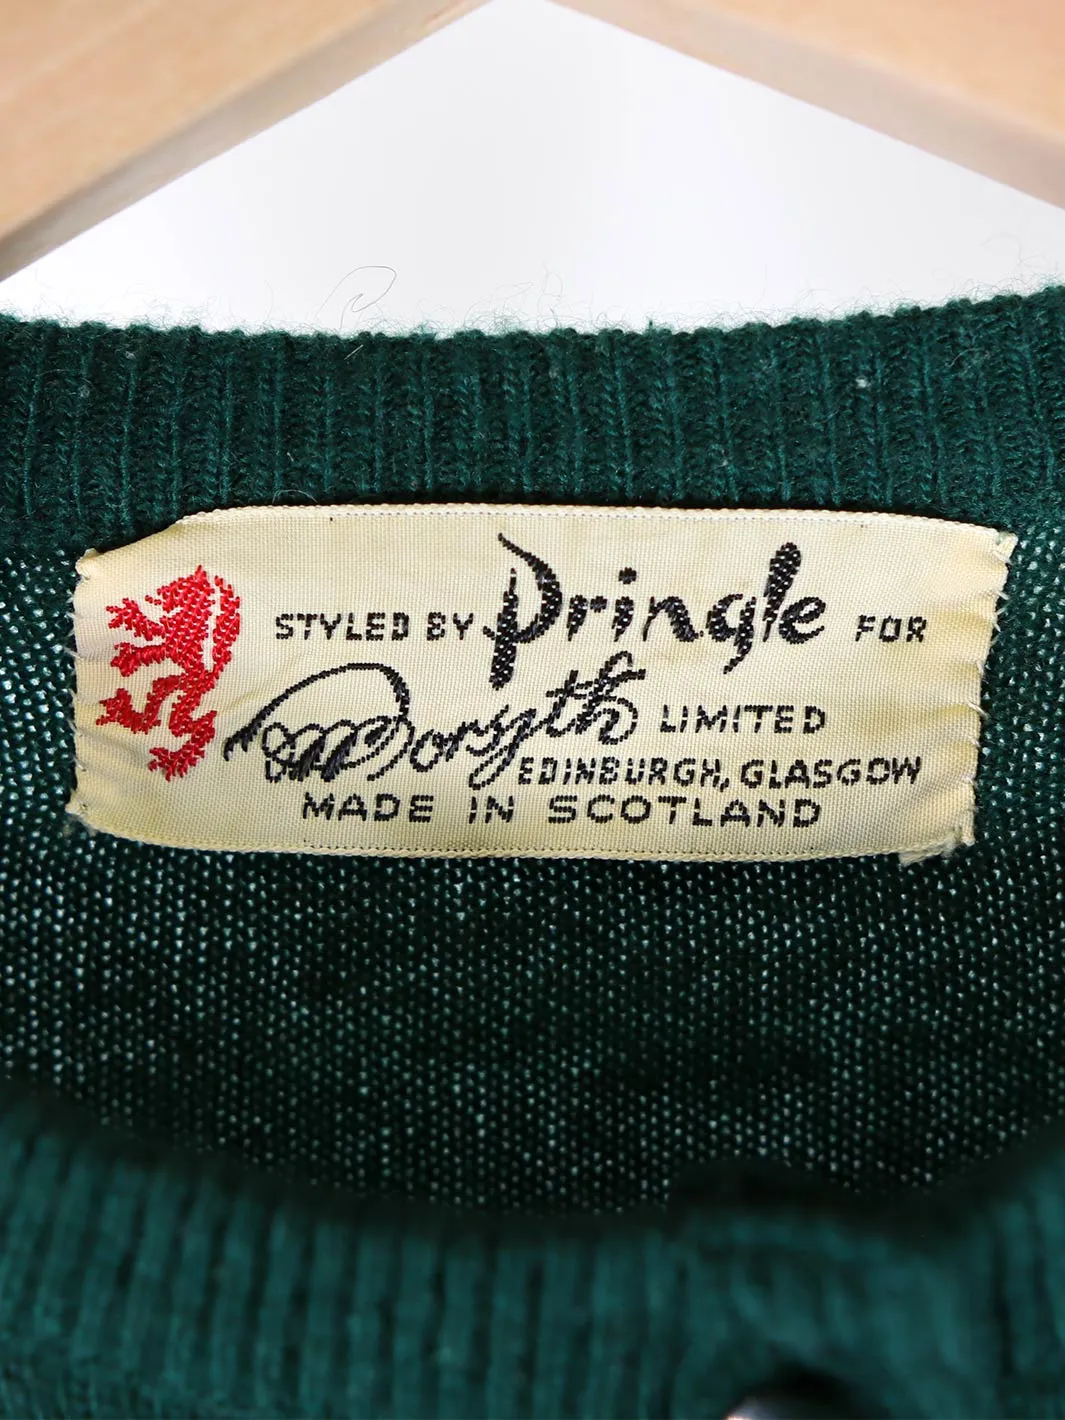 STYLED BY Pringle FOR
Forsyth LIMITED
EDINBURGH, GLASGOW
MADE IN SCOTLAND